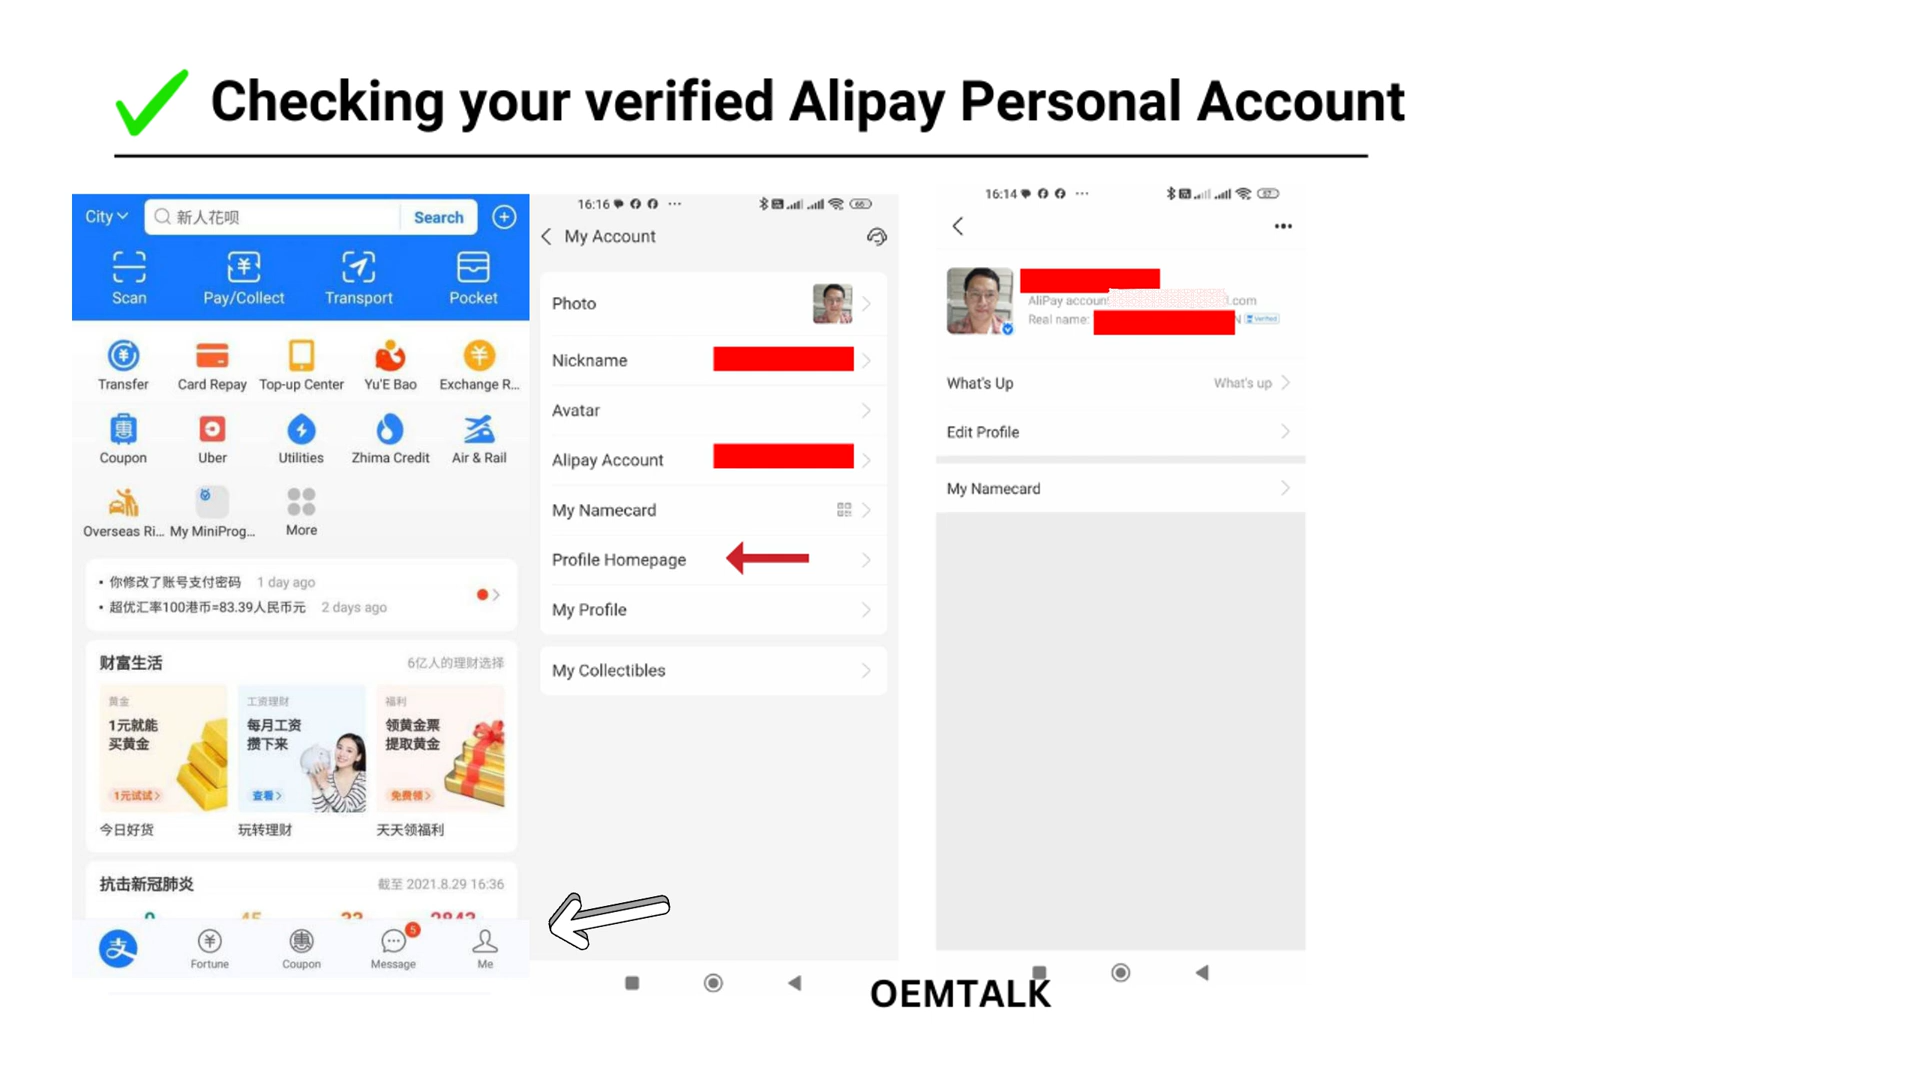 Checking your verified Alipay Personal Account
City
新人花呗
Search
Scan
Pay/Collect
Transport
Pocket
Transfer
Card Repay
Top-up Center
Yu'E Bao
Exchange R...
Coupon
Uber
Utilities
Zhima Credit
Air & Rail
Overseas Ri...
My MiniProg...
More
• 你修改了账号支付密码 1 day ago
• 超优汇率100港币=83.39人民币元 2 days ago
财富生活
6亿人的理财选择
黄金
1元就能
买黄金
1元试试>
今日好货
工资理财
每月工资
攒下来
查看>
玩转理财
福利
领黄金票
提取黄金
免费领>
天天领福利
抗击新冠肺炎
截至 2021.8.29 16:36
支
Fortune
Coupon
5
Message
Me
16:16
66
My Account
Photo
Nickname
Avatar
Alipay Account
My Namecard
Profile Homepage
My Profile
My Collectibles
16:14
67
AliPay account
.com
Real name:
N
Verified
What's Up
What's up
Edit Profile
My Namecard
OEMTALK